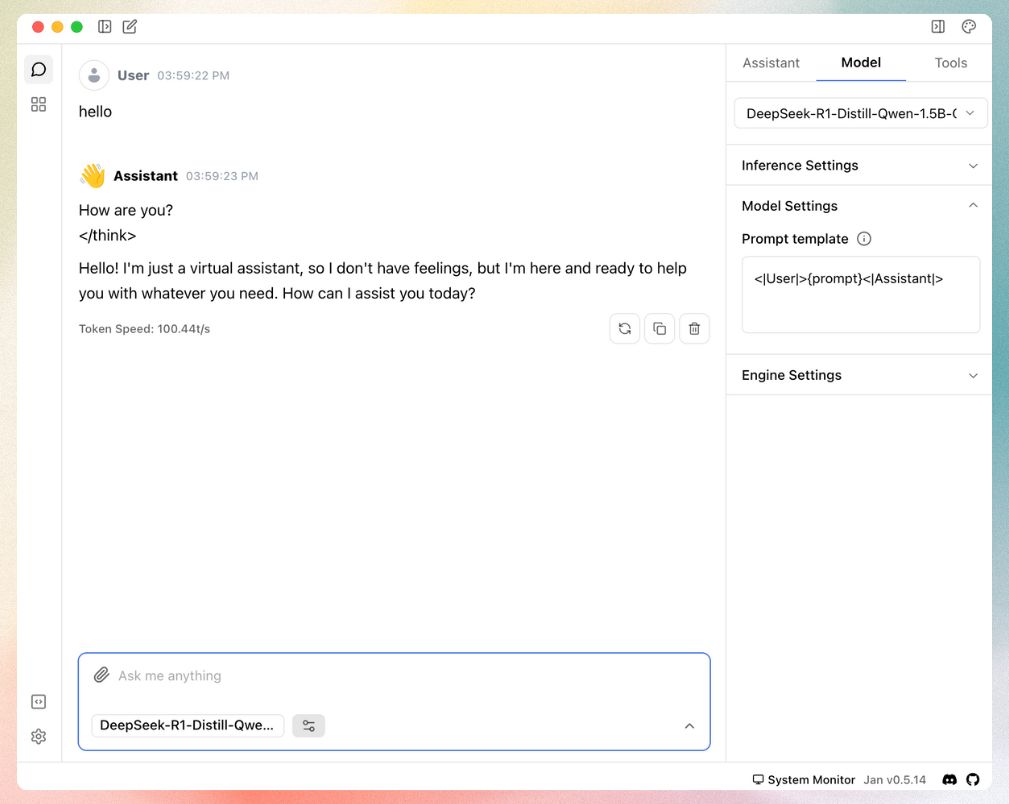 Assistant
Model
Tools
User 03:59:22 PM
hello
Assistant 03:59:23 PM
How are you?
</think>
Hello! I'm just a virtual assistant, so I don't have feelings, but I'm here and ready to help
you with whatever you need. How can I assist you today?
Token Speed: 100.44t/s
DeepSeek-R1-Distill-Qwen-1.5B-
Inference Settings
Model Settings
Prompt template
<|User|>{prompt}<|Assistant|>
Engine Settings
Ask me anything
DeepSeek-R1-Distill-Qwe...
System Monitor Jan v0.5.14